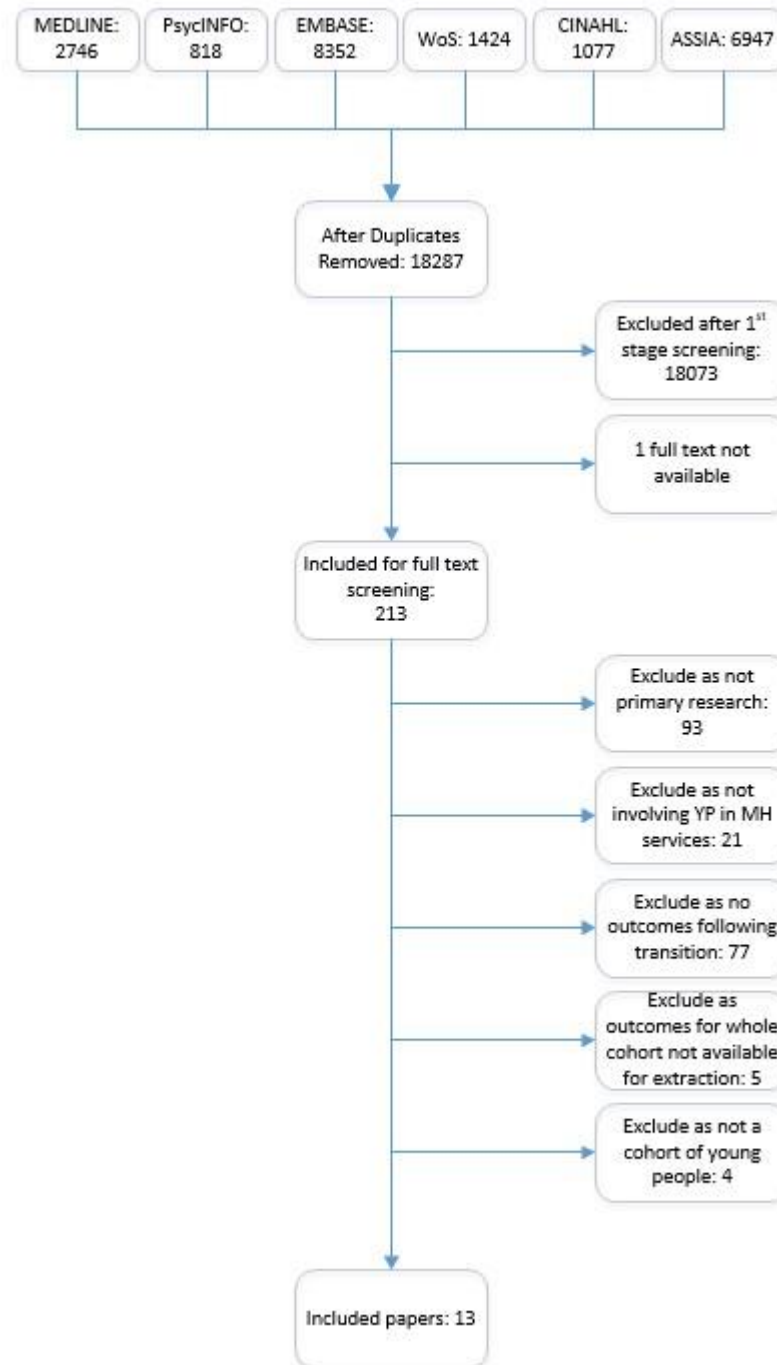 MEDLINE:
2746
PsycINFO:
818
EMBASE:
8352
WoS: 1424
CINAHL:
1077
ASSIA: 6947
After Duplicates
Removed: 18287
Excluded after 1st
stage screening:
18073
1 full text not
available
Included for full text
screening:
213
Exclude as not
primary research:
93
Exclude as not
involving YP in MH
services: 21
Exclude as no
outcomes following
transition: 77
Exclude as
outcomes for whole
cohort not available
for extraction: 5
Exclude as not a
cohort of young
people: 4
Included papers: 13